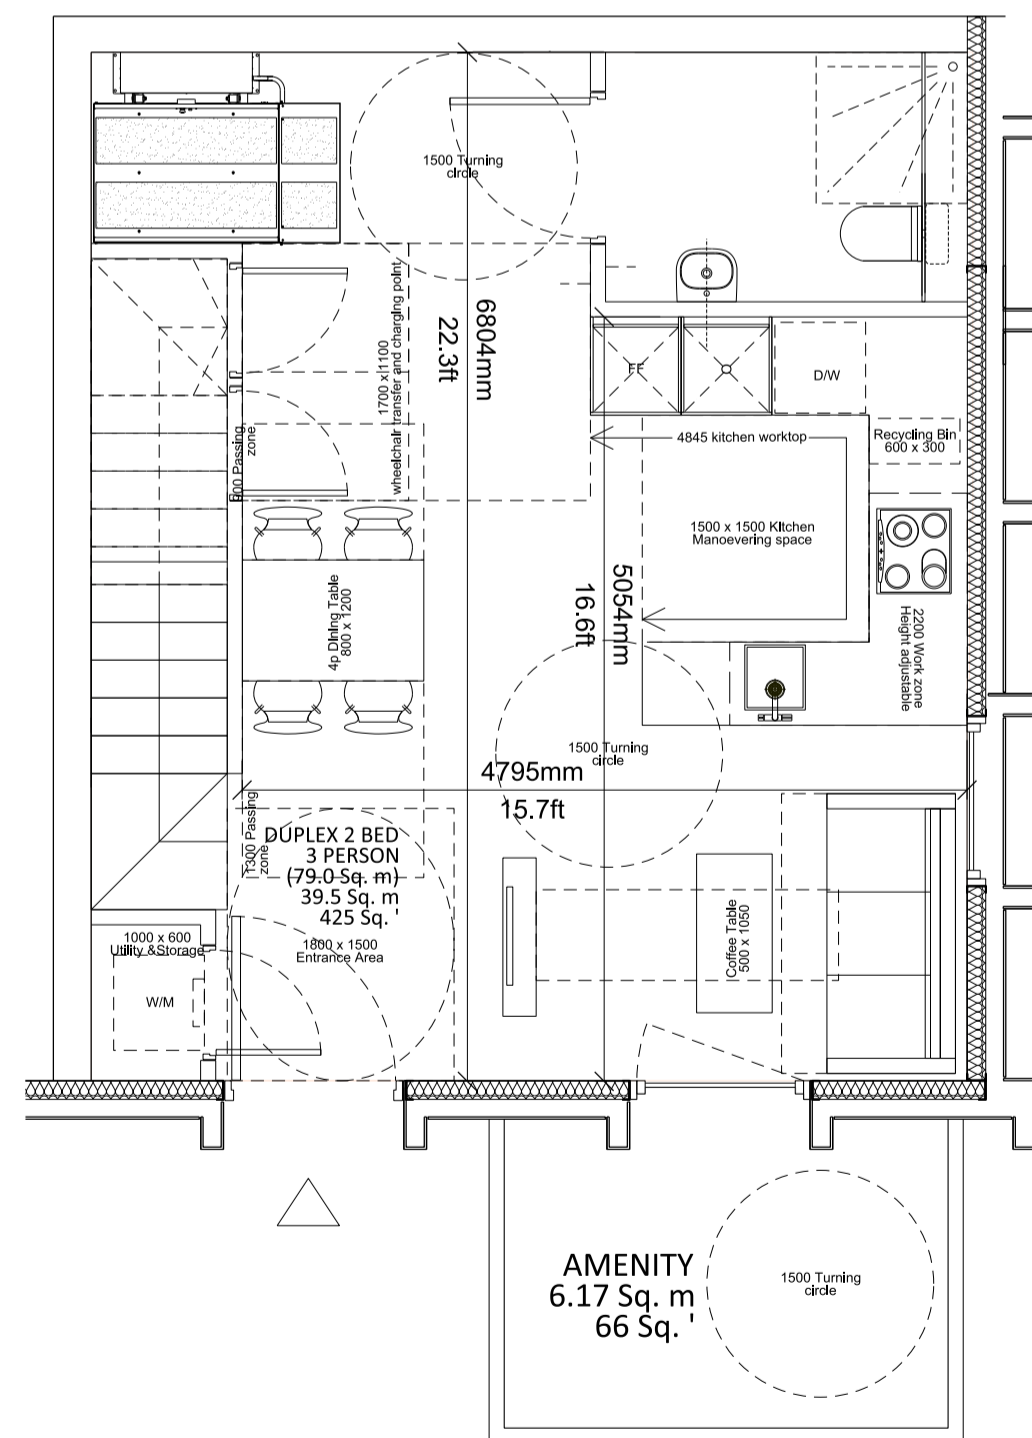 1500 Turning
circle
1700 x 1100
wheelchair transfer and charging point
6804mm
22.3ft
FF
D/W
900 Passing
zone
4845 kitchen worktop
Recycling Bin
600 x 300
1500 x 1500 Kitchen
Manoevering space
4p Dining Table
800 x 1200
5054mm
16.6ft
2200 Work zone
Height adjustable
1500 Turning
circle
4795mm
15.7ft
1300 Passing
zone
DUPLEX 2 BED
3 PERSON
(79.0 Sq. m)
39.5 Sq. m
425 Sq. '
1000 x 600
Utility &Storage
1800 x 1500
Entrance Area
Coffee Table
500 x 1050
W/M
AMENITY
6.17 Sq. m
66 Sq. '
1500 Turning
circle